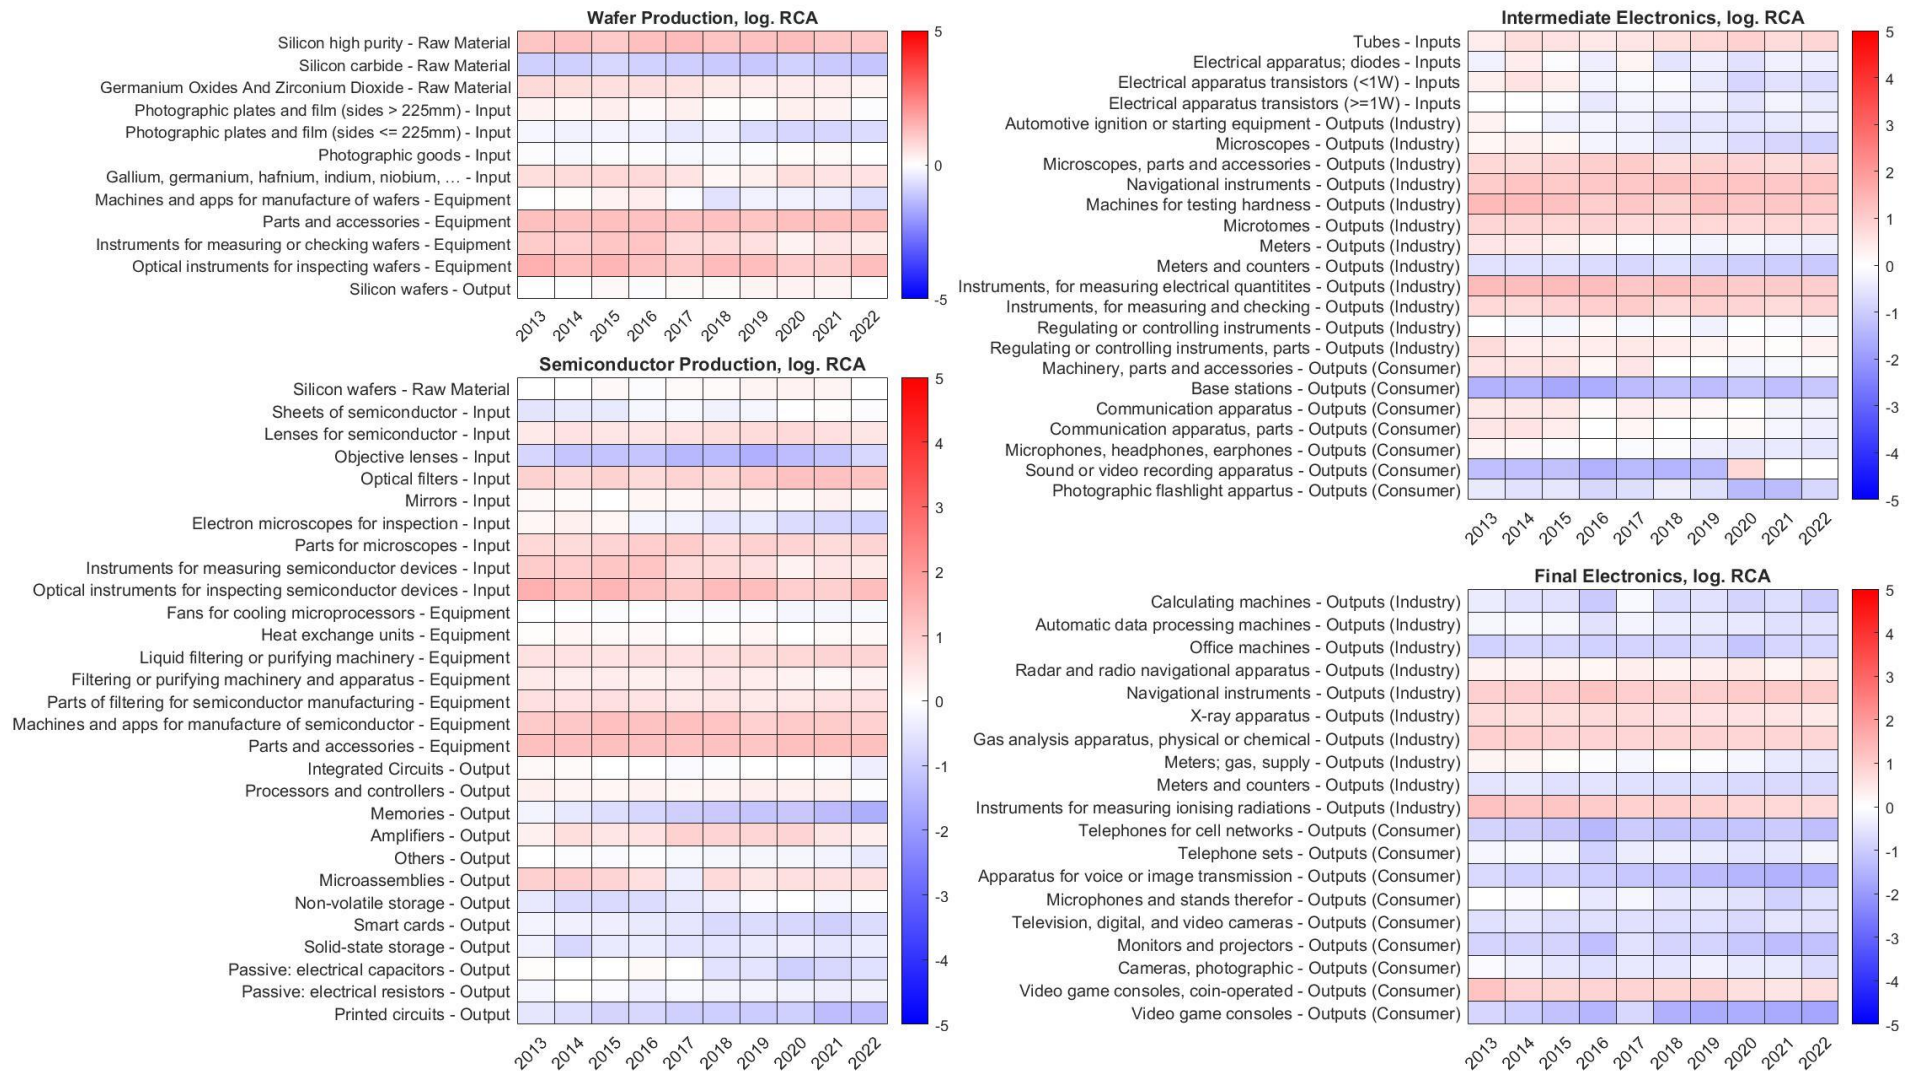 Wafer Production, log. RCA
Silicon high purity - Raw Material
Silicon carbide - Raw Material
Germanium Oxides And Zirconium Dioxide - Raw Material
Photographic plates and film (sides > 225mm) - Input
Photographic plates and film (sides <= 225mm) - Input
Photographic goods - Input
Gallium, germanium, hafnium, indium, niobium, … - Input
Machines and apps for manufacture of wafers - Equipment
Parts and accessories - Equipment
Instruments for measuring or checking wafers - Equipment
Optical instruments for inspecting wafers - Equipment
Silicon wafers - Output
2013 2014 2015 2016 2017 2018 2019 2020 2021 2022
5
0
-5
Semiconductor Production, log. RCA
Silicon wafers - Raw Material
Sheets of semiconductor - Input
Lenses for semiconductor - Input
Objective lenses - Input
Optical filters - Input
Mirrors - Input
Electron microscopes for inspection - Input
Parts for microscopes - Input
Instruments for measuring semiconductor devices - Input
Optical instruments for inspecting semiconductor devices - Input
Fans for cooling microprocessors - Equipment
Heat exchange units - Equipment
Liquid filtering or purifying machinery - Equipment
Filtering or purifying machinery and apparatus - Equipment
Parts of filtering for semiconductor manufacturing - Equipment
Machines and apps for manufacture of semiconductor - Equipment
Parts and accessories - Equipment
Integrated Circuits - Output
Processors and controllers - Output
Memories - Output
Amplifiers - Output
Others - Output
Microassemblies - Output
Non-volatile storage - Output
Smart cards - Output
Solid-state storage - Output
Passive: electrical capacitors - Output
Passive: electrical resistors - Output
Printed circuits - Output
2013 2014 2015 2016 2017 2018 2019 2020 2021 2022
5
4
3
2
1
0
-1
-2
-3
-4
-5
Intermediate Electronics, log. RCA
Tubes - Inputs
Electrical apparatus; diodes - Inputs
Electrical apparatus transistors (<1W) - Inputs
Electrical apparatus transistors (>=1W) - Inputs
Automotive ignition or starting equipment - Outputs (Industry)
Microscopes - Outputs (Industry)
Microscopes, parts and accessories - Outputs (Industry)
Navigational instruments - Outputs (Industry)
Machines for testing hardness - Outputs (Industry)
Microtomes - Outputs (Industry)
Meters - Outputs (Industry)
Meters and counters - Outputs (Industry)
Instruments, for measuring electrical quantitites - Outputs (Industry)
Instruments, for measuring and checking - Outputs (Industry)
Regulating or controlling instruments - Outputs (Industry)
Regulating or controlling instruments, parts - Outputs (Industry)
Machinery, parts and accessories - Outputs (Consumer)
Base stations - Outputs (Consumer)
Communication apparatus - Outputs (Consumer)
Communication apparatus, parts - Outputs (Consumer)
Microphones, headphones, earphones - Outputs (Consumer)
Sound or video recording apparatus - Outputs (Consumer)
Photographic flashlight appartus - Outputs (Consumer)
2013 2014 2015 2016 2017 2018 2019 2020 2021 2022
5
4
3
2
1
0
-1
-2
-3
-4
-5
Final Electronics, log. RCA
Calculating machines - Outputs (Industry)
Automatic data processing machines - Outputs (Industry)
Office machines - Outputs (Industry)
Radar and radio navigational apparatus - Outputs (Industry)
Navigational instruments - Outputs (Industry)
X-ray apparatus - Outputs (Industry)
Gas analysis apparatus, physical or chemical - Outputs (Industry)
Meters; gas, supply - Outputs (Industry)
Meters and counters - Outputs (Industry)
Instruments for measuring ionising radiations - Outputs (Industry)
Telephones for cell networks - Outputs (Consumer)
Telephone sets - Outputs (Consumer)
Apparatus for voice or image transmission - Outputs (Consumer)
Microphones and stands therefor - Outputs (Consumer)
Television, digital, and video cameras - Outputs (Consumer)
Monitors and projectors - Outputs (Consumer)
Cameras, photographic - Outputs (Consumer)
Video game consoles, coin-operated - Outputs (Consumer)
Video game consoles - Outputs (Consumer)
2013 2014 2015 2016 2017 2018 2019 2020 2021 2022
5
4
3
2
1
0
-1
-2
-3
-4
-5